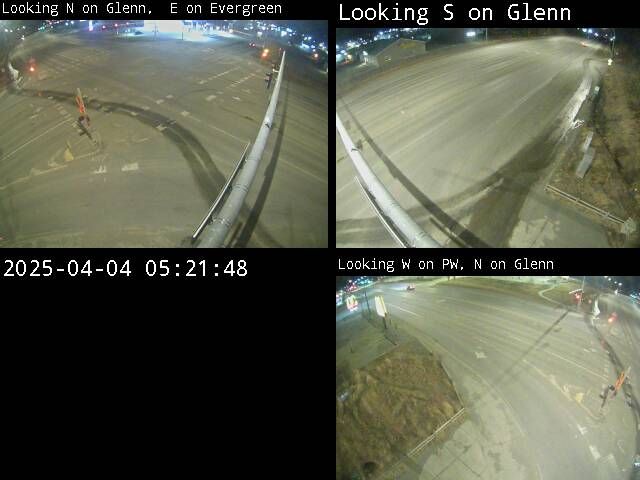 Looking N on Glenn, E on Evergreen
Looking S on Glenn
2025-04-04 05:21:48
Looking W on PW, N on Glenn